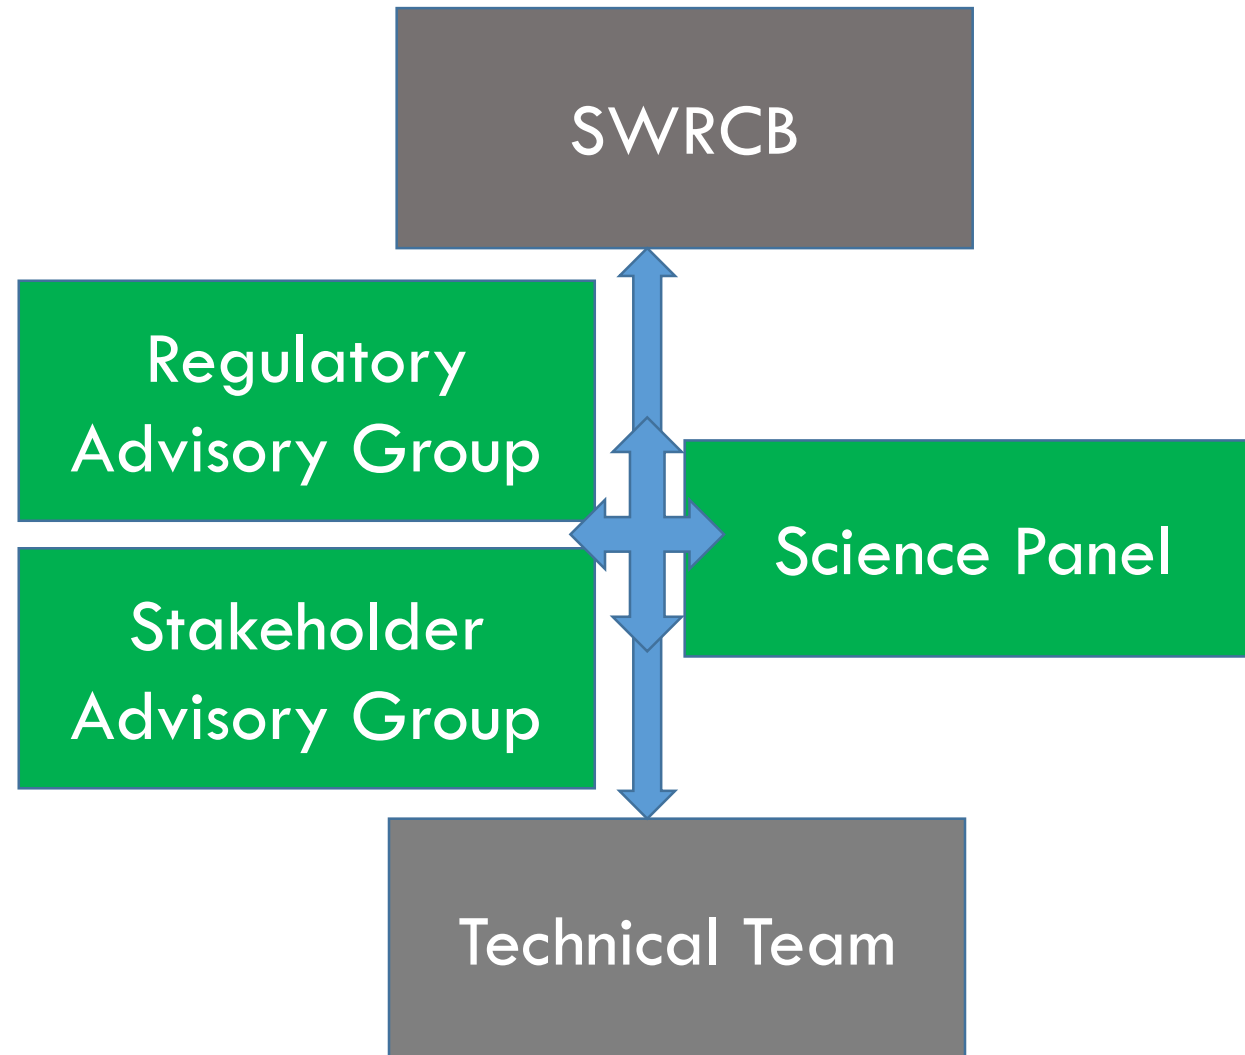 SWRCB
Regulatory
Advisory Group
Stakeholder
Advisory Group
Science Panel
Technical Team